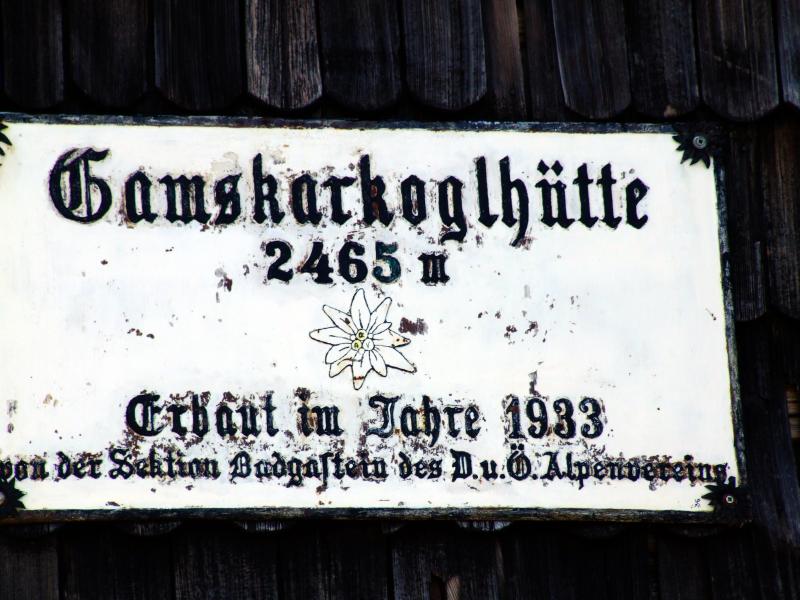 Gamskarkoglhütte
2465 m
Erbaut im Jahre 1933
von der Sektion Badgastein des D.u.Ö.Alpenvereins